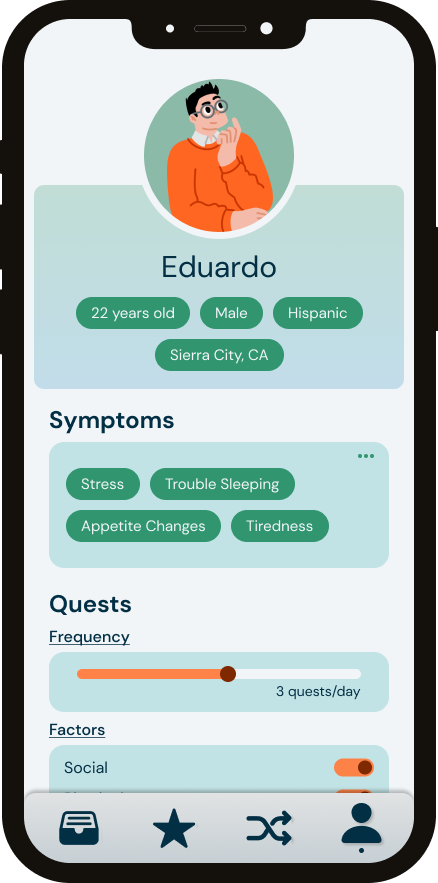 Eduardo
22 years old Male Hispanic
Sierra City, CA
Symptoms
Stress Trouble Sleeping
Appetite Changes Tiredness
Quests
Frequency
3 quests/day
Factors
Social